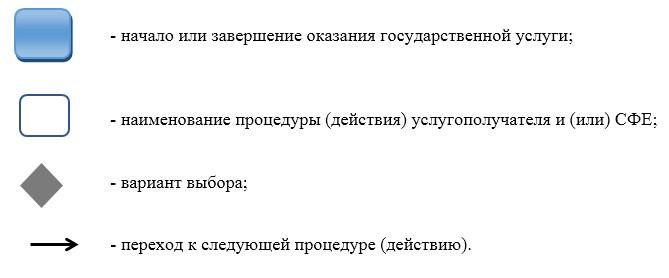 - начало или завершение оказания государственной услуги;
- наименование процедуры (действия) услугополучателя и (или) СФЕ;
- вариант выбора;
- переход к следующей процедуре (действию).